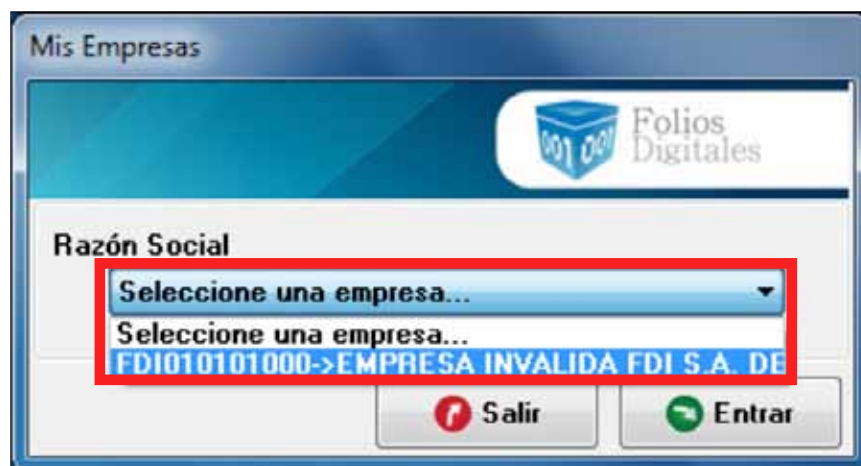 Mis Empresas
001 001
Folios
Digitales
Razón Social
Seleccione una empresa...
Seleccione una empresa...
FDI010101000->EMPRESA INVALIDA FDI S.A. DE
Salir
Entrar